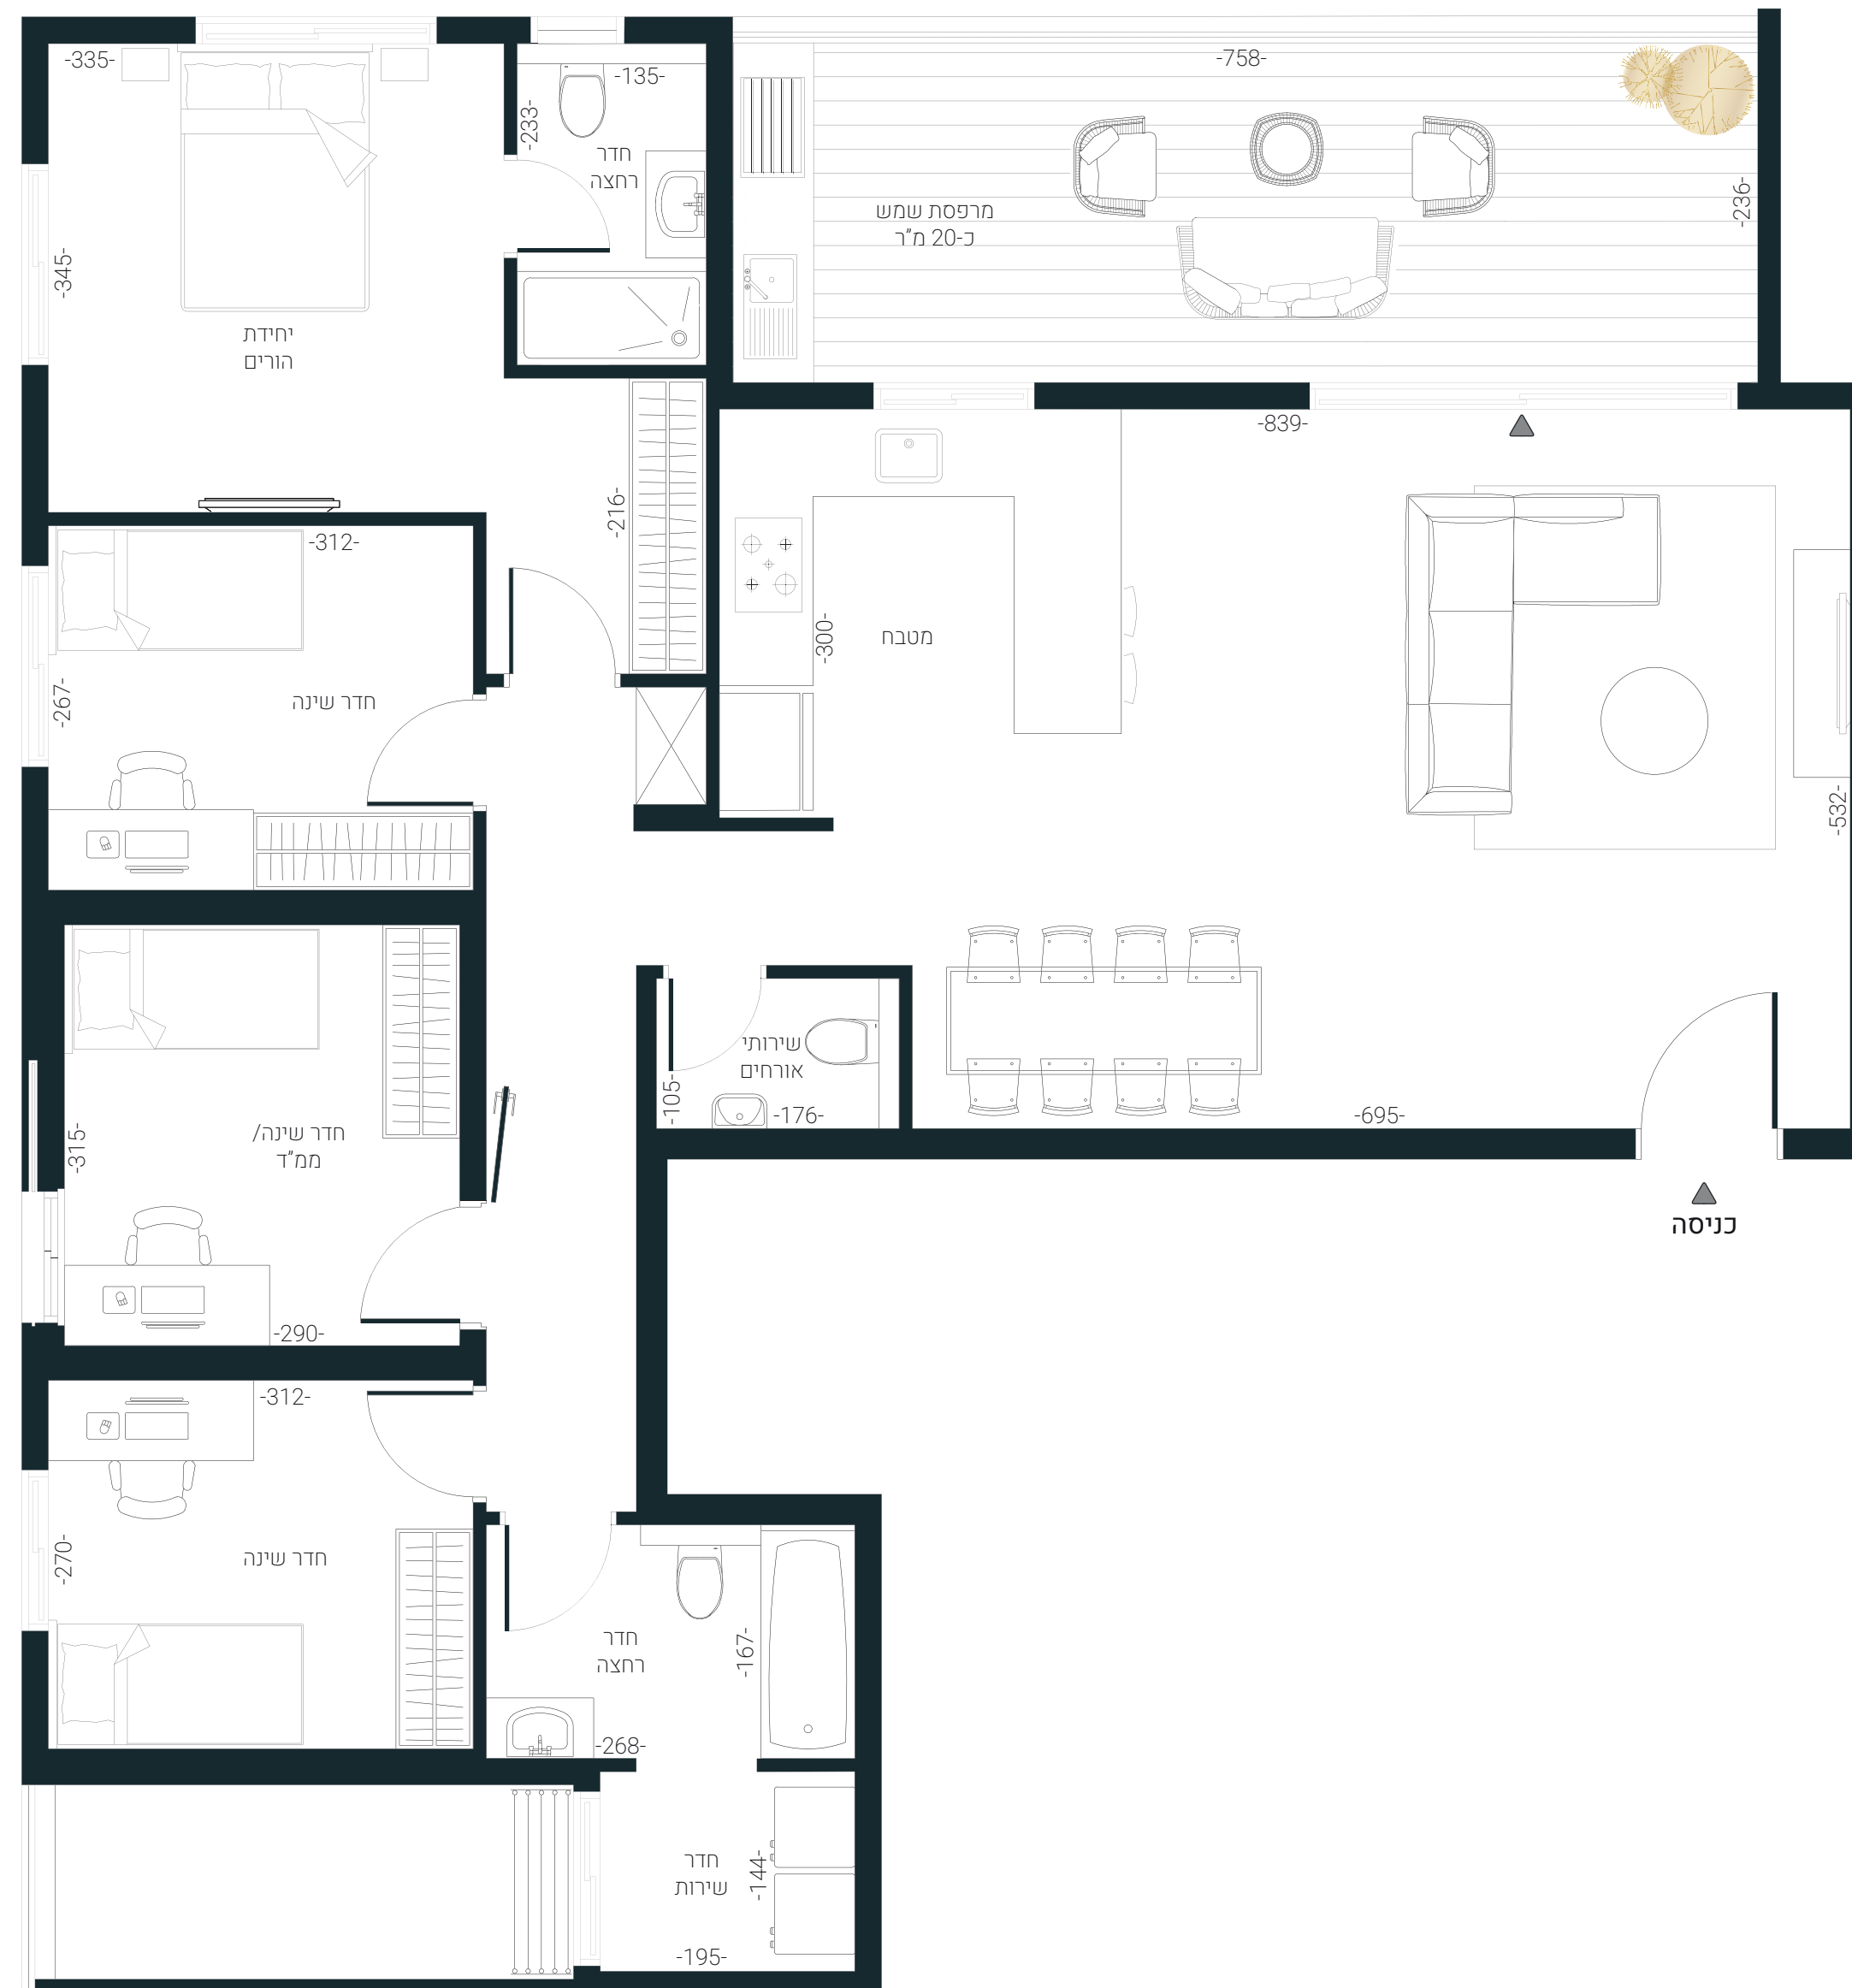 -335-
-135-
-233-
חדר
רחצה
-345-
יחידת
הורים
-758-
-236-
מרפסת שמש
כ-20 מ"ר
-839-
-216-
-312-
-267-
חדר שינה
-300-
מטבח
-532-
שירותי
אורחים
-105-
-176-
-695-
כניסה
חדר שינה/
ממ"ד
-315-
-290-
-312-
-270-
חדר שינה
חדר
רחצה
-167-
-268-
חדר
שירות
-144-
-195-